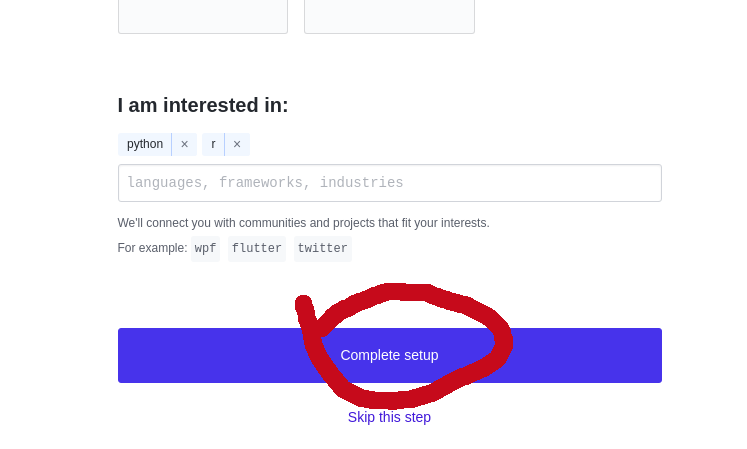 I am interested in:
python × r ×
languages, frameworks, industries
We'll connect you with communities and projects that fit your interests.
For example: wpf flutter twitter
Complete setup
Skip this step